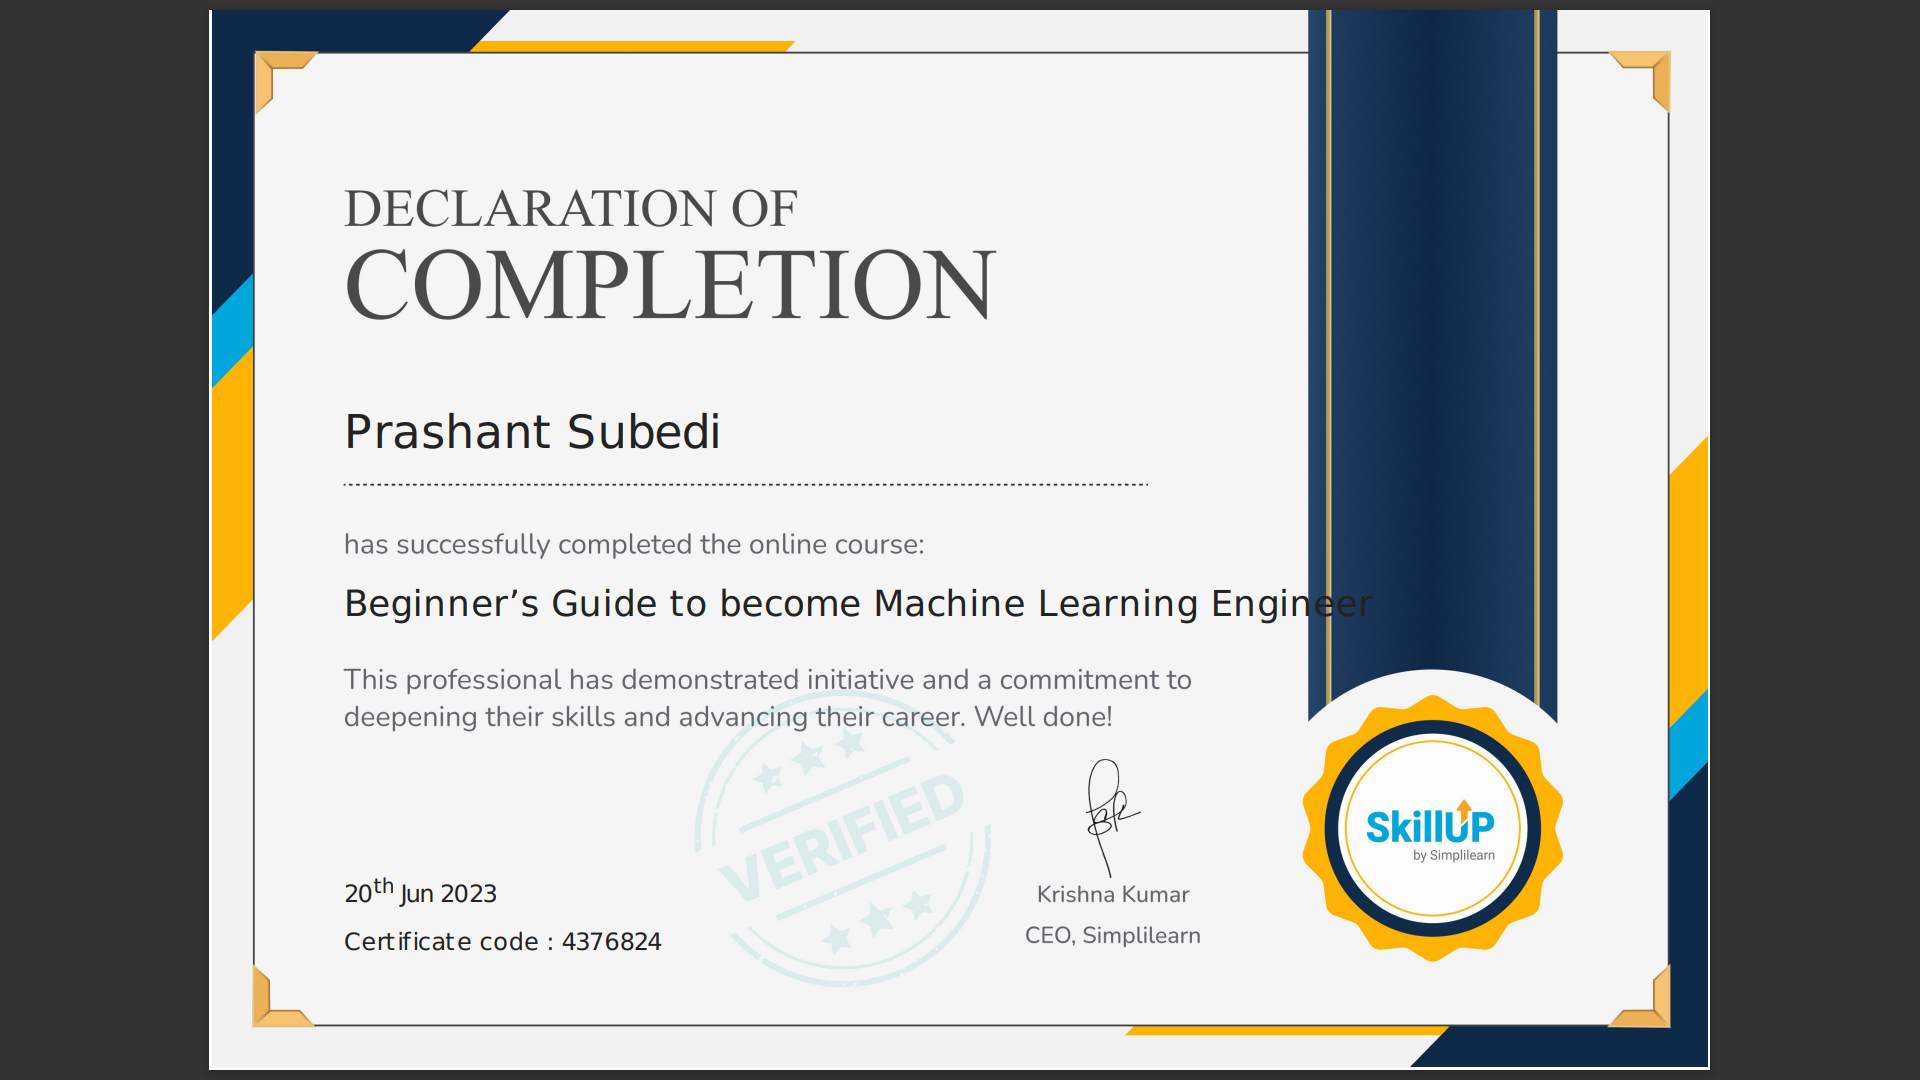 DECLARATION OF
COMPLETION
Prashant Subedi
has successfully completed the online course:
Beginner’s Guide to become Machine Learning Engineer
This professional has demonstrated initiative and a commitment to
deepening their skills and advancing their career. Well done!
VERIFIED
20th Jun 2023
Certificate code : 4376824
Krishna Kumar
CEO, Simplilearn
SkillUP
by Simplilearn